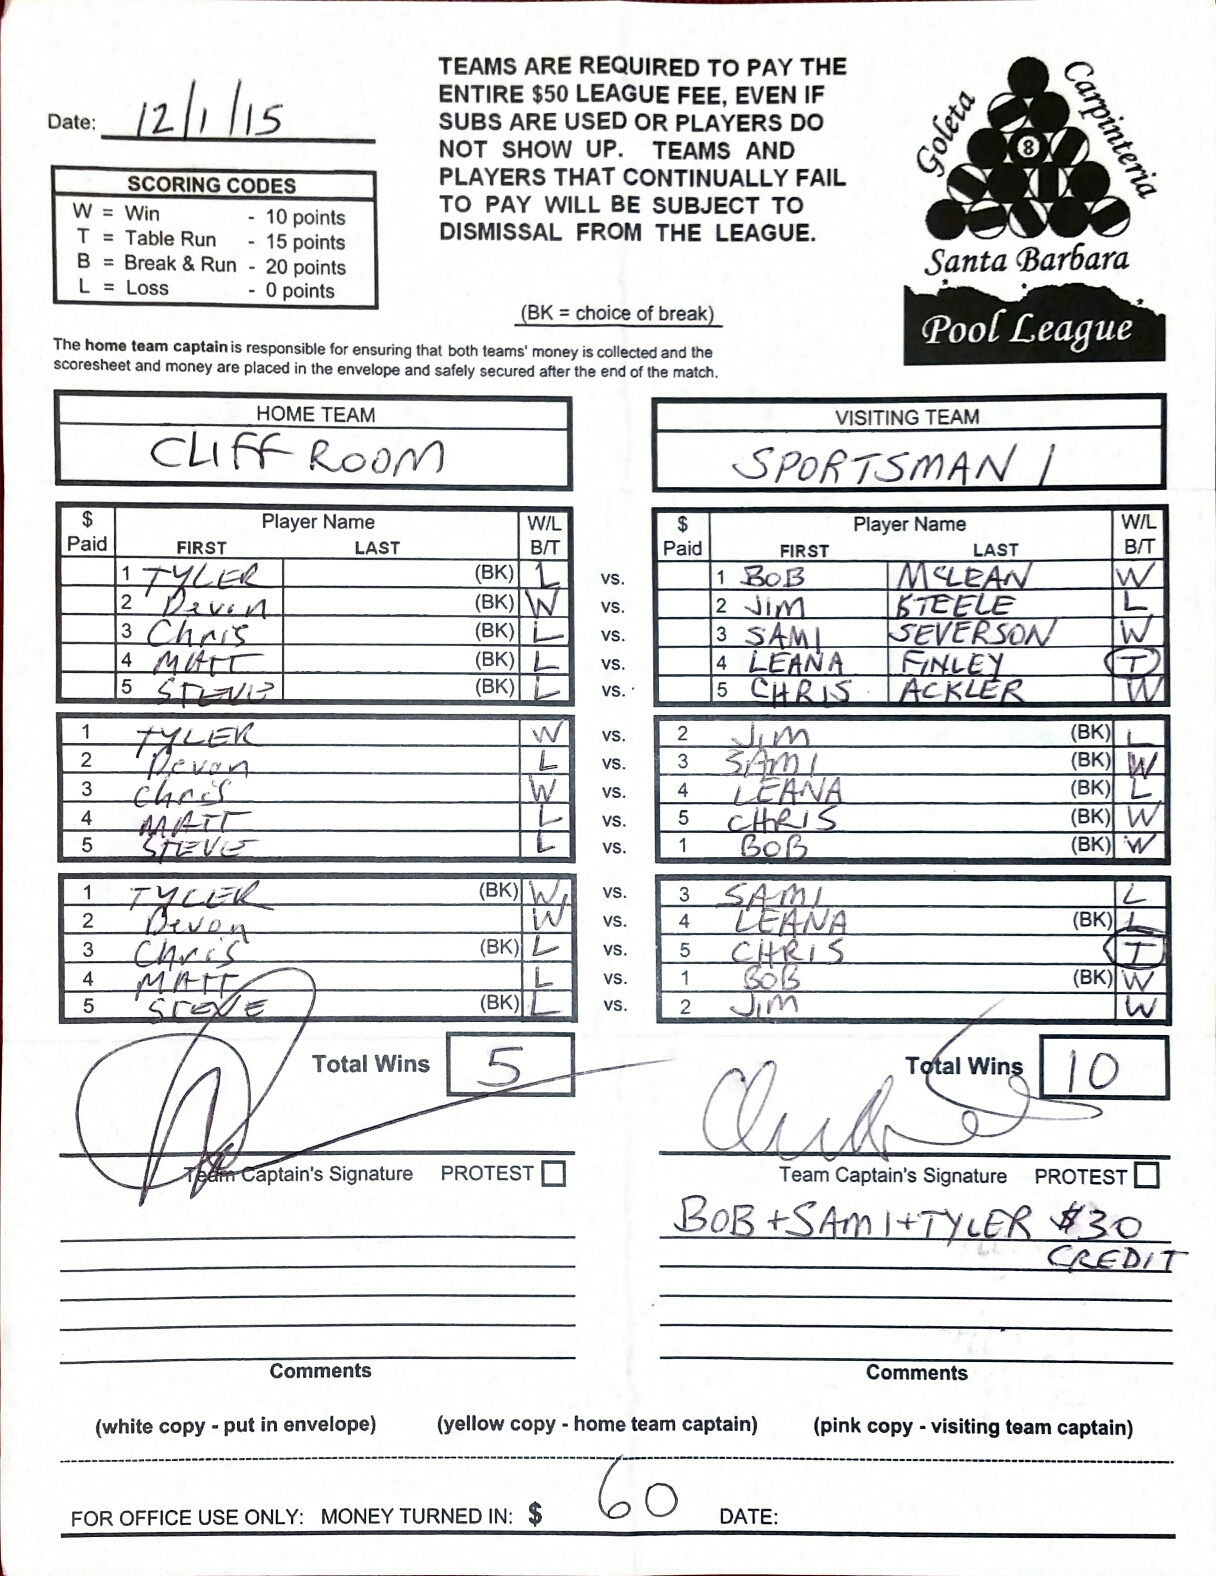 Date: 12/1/15
TEAMS ARE REQUIRED TO PAY THE
ENTIRE $50 LEAGUE FEE, EVEN IF
SUBS ARE USED OR PLAYERS DO
NOT SHOW UP. TEAMS AND
PLAYERS THAT CONTINUALLY FAIL
TO PAY WILL BE SUBJECT TO
DISMISSAL FROM THE LEAGUE.
Goleta
Carpinteria
8
Santa Barbara
Pool League
SCORING CODES
W = Win - 10 points
T = Table Run - 15 points
B = Break & Run - 20 points
L = Loss - 0 points
(BK = choice of break)
The home team captain is responsible for ensuring that both teams' money is collected and the
scoresheet and money are placed in the envelope and safely secured after the end of the match.
HOME TEAM VISITING TEAM
CLIFF ROOM SPORTSMAN 1
$ Paid Player Name W/L $ Paid Player Name W/L
FIRST LAST B/T FIRST LAST B/T
1 TYLER (BK) L vs. 1 BOB MCLEAN W
2 Devon (BK) W vs. 2 JIM STEELE L
3 Chris (BK) L vs. 3 SAMI SEVERSON W
4 MATT (BK) L vs. 4 LEANA FINLEY T
5 STEVE (BK) L vs. 5 CHRIS ACKLER W
1 TYLER W vs. 2 JIM (BK) L
2 Devon L vs. 3 SAMI (BK) W
3 Chris W vs. 4 LEANA (BK) L
4 MATT L vs. 5 CHRIS (BK) W
5 STEVE L vs. 1 BOB (BK) W
1 TYLER (BK) W vs. 3 SAMI L
2 Devon W vs. 4 LEANA (BK) L
3 Chris (BK) L vs. 5 CHRIS T
4 MATT L vs. 1 BOB (BK) W
5 STEVE (BK) L vs. 2 JIM W
Total Wins 5 Total Wins 10
Team Captain's Signature PROTEST Team Captain's Signature PROTEST
BOB + SAMI + TYLER $30
CREDIT
Comments Comments
(white copy - put in envelope) (yellow copy - home team captain) (pink copy - visiting team captain)
FOR OFFICE USE ONLY: MONEY TURNED IN: $ 60 DATE: